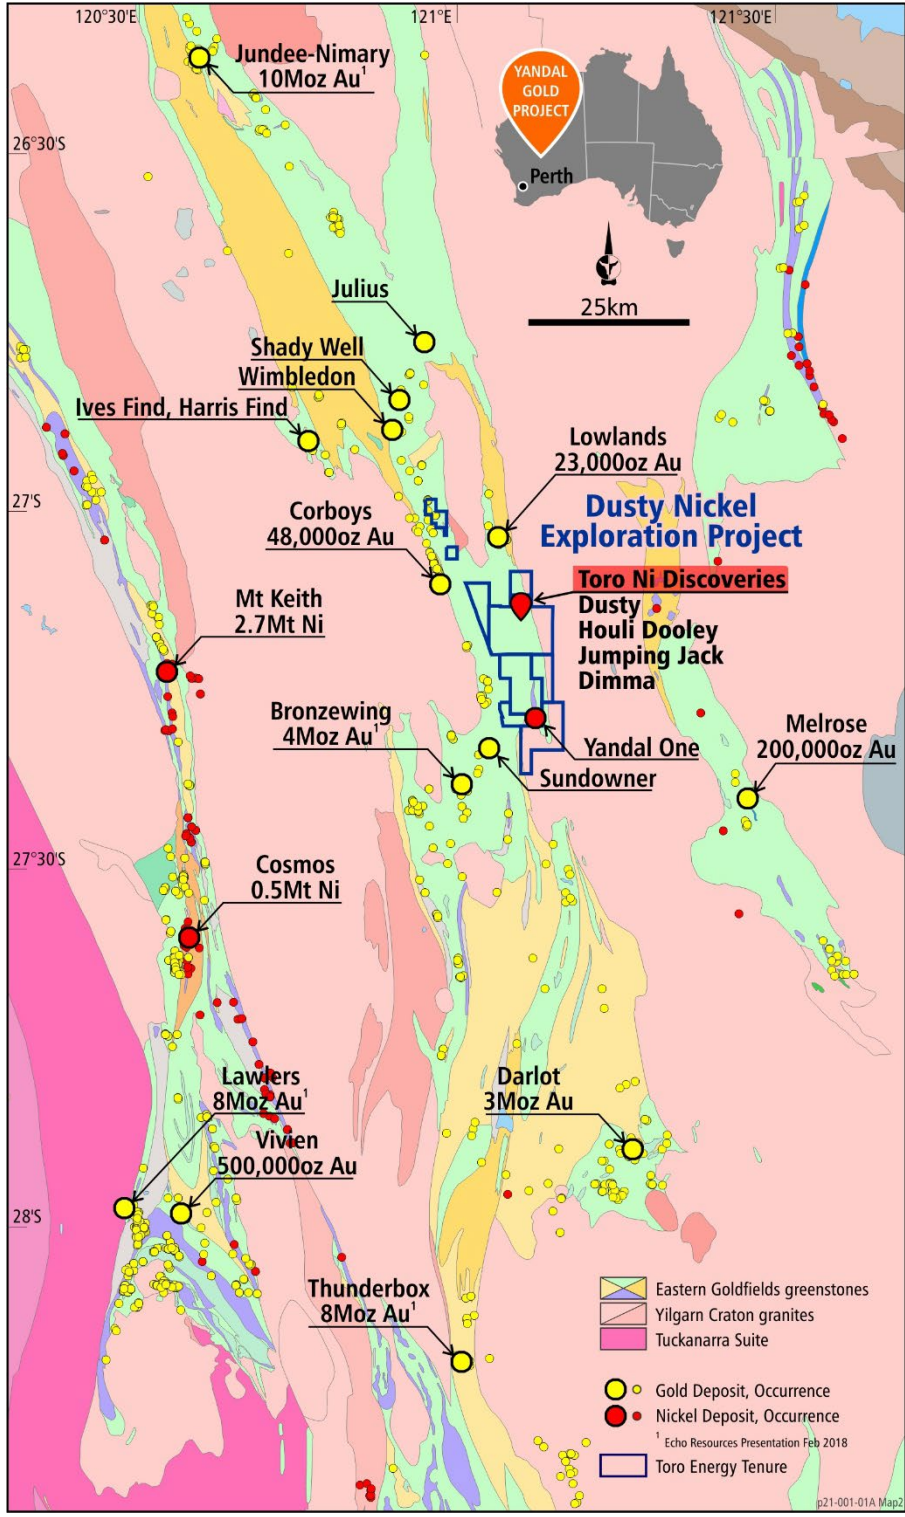 120°30'E
121°E
121°30'E
Jundee-Nimary
10Moz Au¹
YANDAL
GOLD
PROJECT
Perth
26°30'S
25km
Julius
Shady Well
Wimbledon
Ives Find, Harris Find
Lowlands
23,000oz Au
27°S
Corboys
48,000oz Au
Dusty Nickel
Exploration Project
Toro Ni Discoveries
Dusty
Houli Dooley
Jumping Jack
Dimma
Mt Keith
2.7Mt Ni
Bronzewing
4Moz Au¹
Yandal One
Sundowner
Melrose
200,000oz Au
27°30'S
Cosmos
0.5Mt Ni
Lawlers
8Moz Au¹
Vivien
500,000oz Au
Darlot
3Moz Au
28°S
Thunderbox
8Moz Au¹
Eastern Goldfields greenstones
Yilgarn Craton granites
Tuckanarra Suite
Gold Deposit, Occurrence
Nickel Deposit, Occurrence
¹ Echo Resources Presentation Feb 2018
Toro Energy Tenure
p21-001-01A Map2